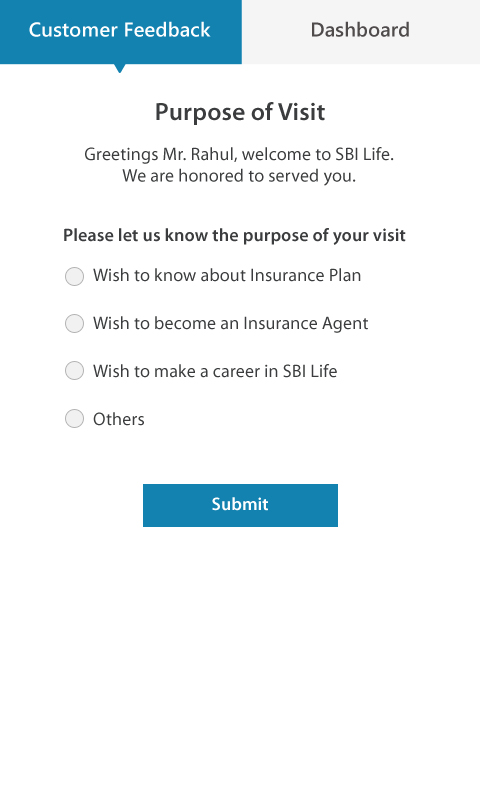 Customer Feedback
Dashboard
Purpose of Visit
Greetings Mr. Rahul, welcome to SBI Life.
We are honored to served you.
Please let us know the purpose of your visit
Wish to know about Insurance Plan
Wish to become an Insurance Agent
Wish to make a career in SBI Life
Others
Submit